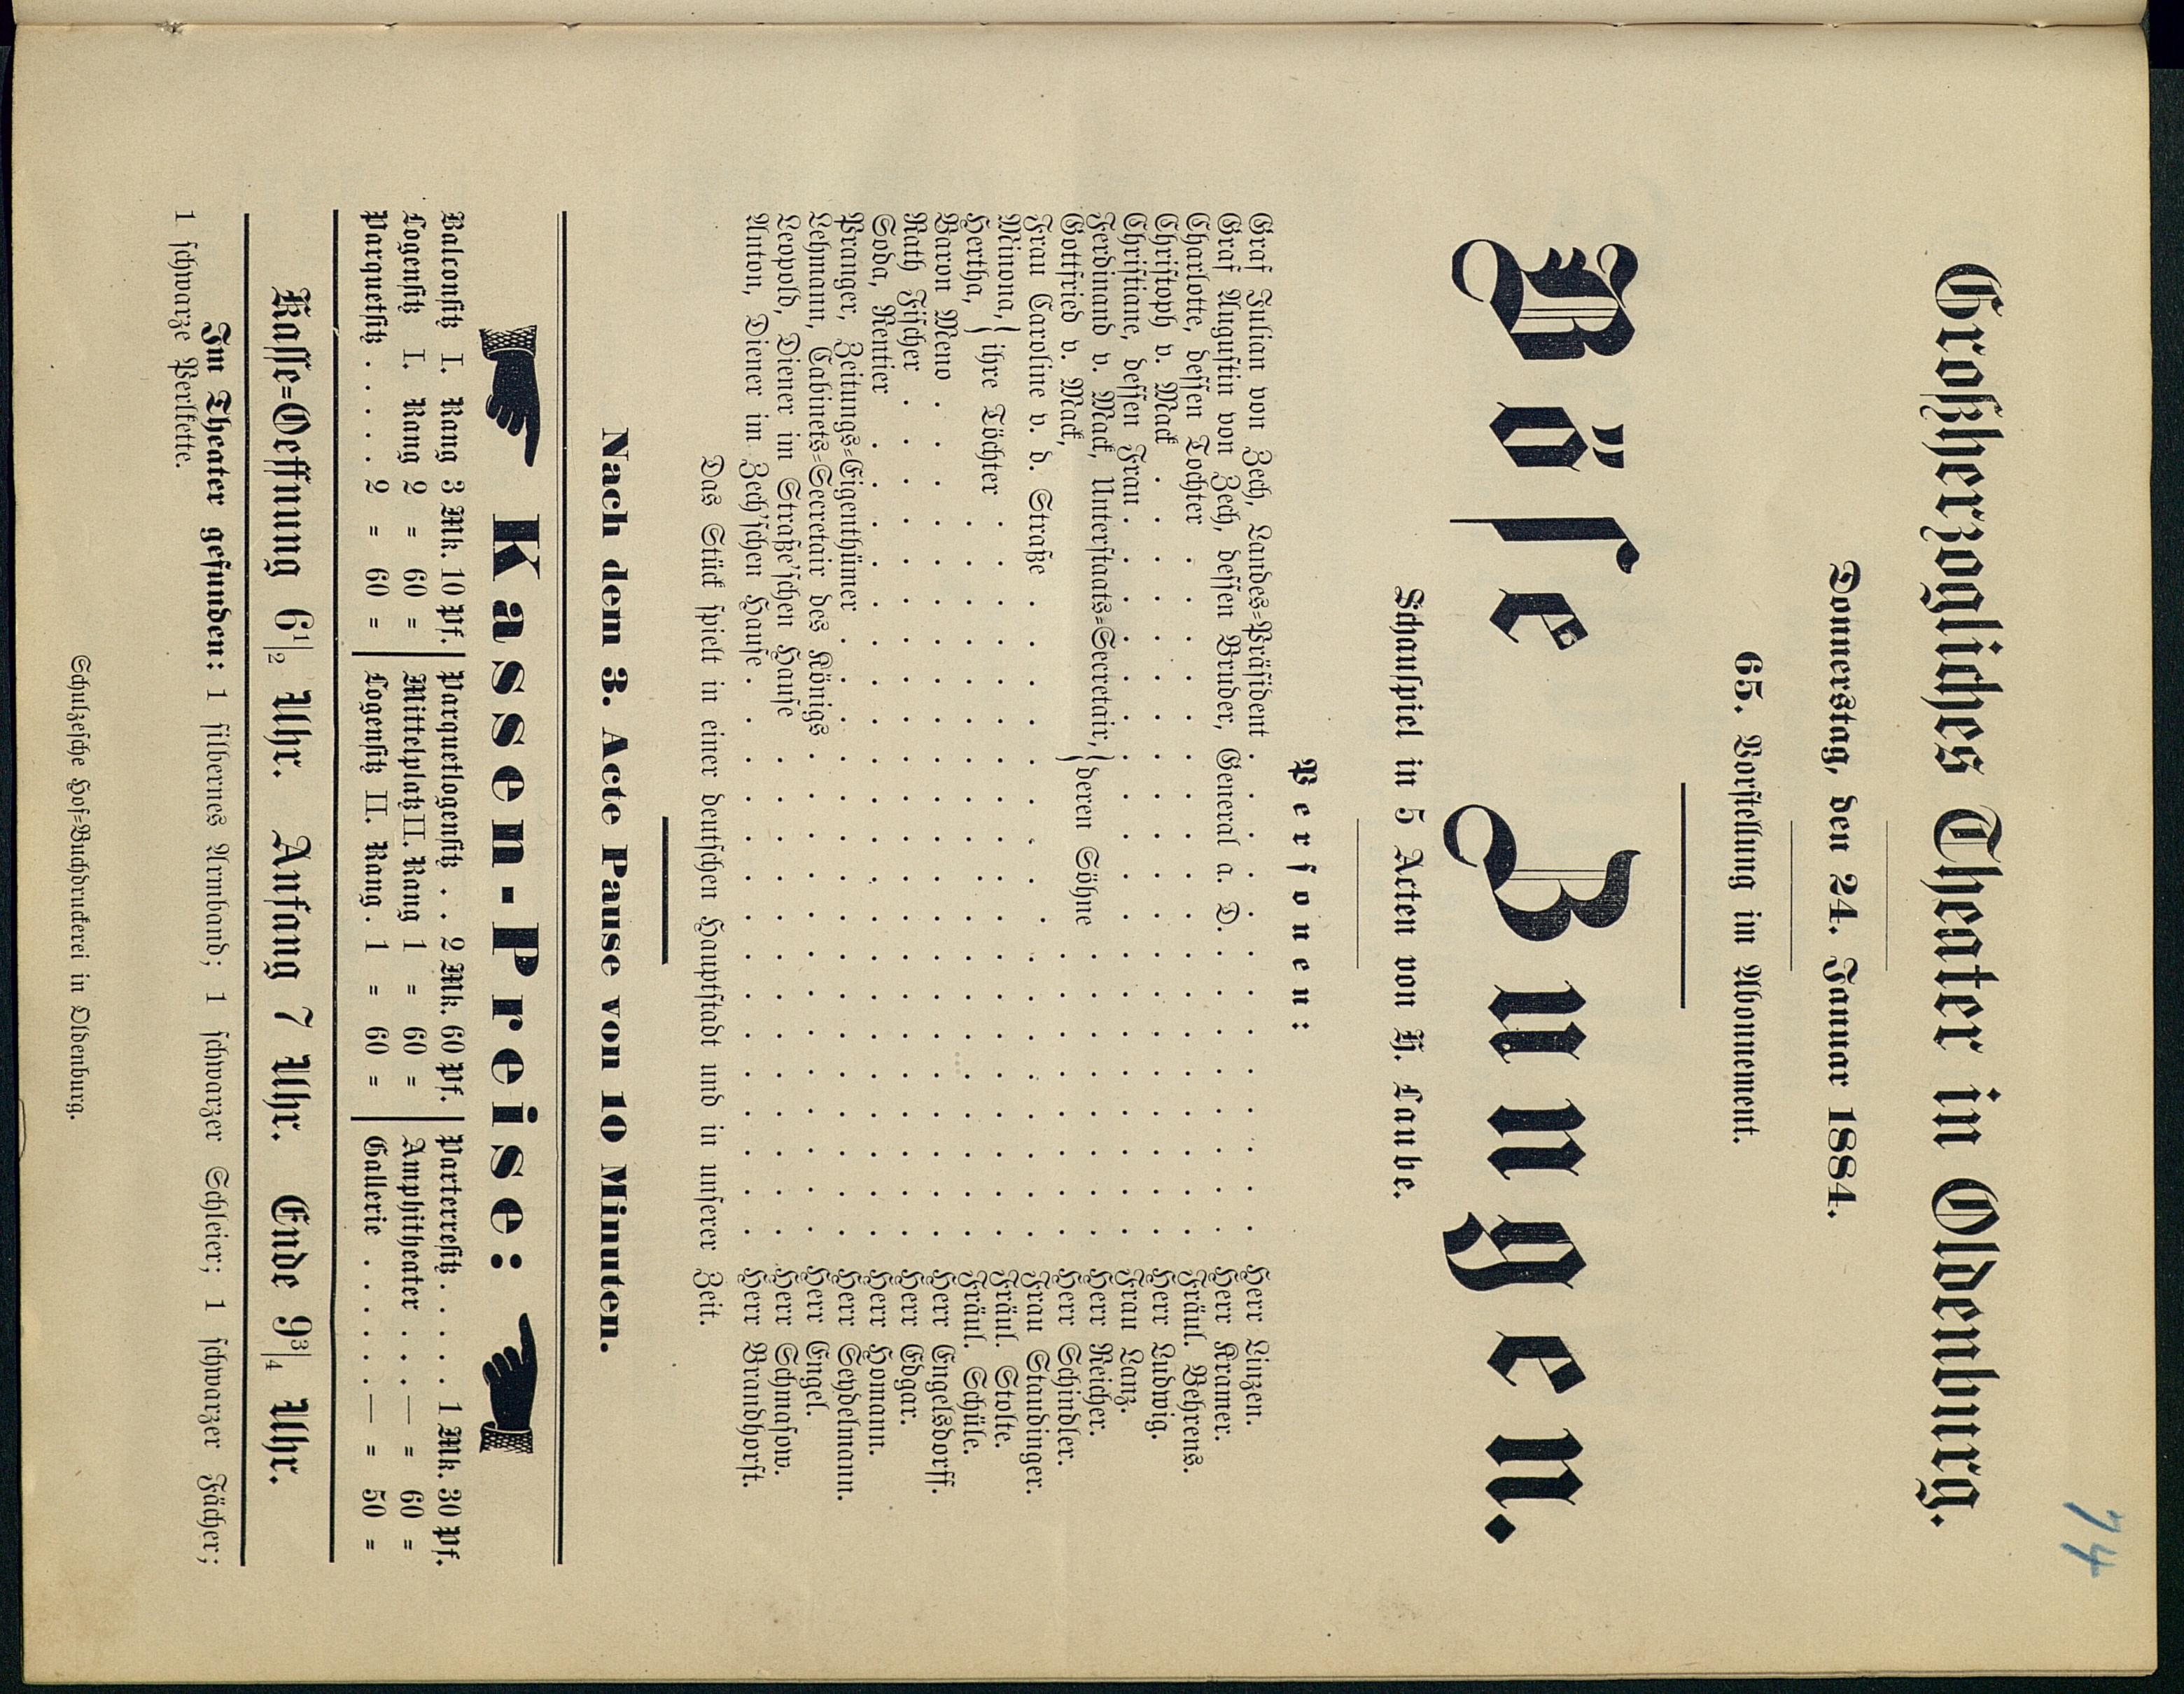 74
Großherzogliches Theater in Oldenburg.
Donnerstag, den 24. Januar 1884.
65. Vorstellung im Abonnement.
Böse Zungen.
Schauspiel in 5 Acten von H. Laube.
Personen:
Graf Julian von Zech, Landes=Präsident . . . . . . . Herr Linzen.
Graf Augustin von Zech, dessen Bruder, General a. D. . . . . . Herr Kramer.
Charlotte, dessen Tochter . . . . . . . . . . Fräul. Behrens.
Christoph v. Mack . . . . . . . . . . . Herr Ludwig.
Christiane, dessen Frau . . . . . . . . . . Frau Lanz.
Ferdinand v. Mack, Unterstaats=Secretair, } deren Söhne . . . . Herr Reicher.
Gottfried v. Mack, . . . . Herr Schindler.
Frau Caroline v. d. Straße . . . . . . . . . Frau Staudinger.
Minona, } ihre Töchter . . . . . . . . . . Fräul. Stolte.
Hertha, . . . . . . . . . . Fräul. Schüle.
Baron Meno . . . . . . . . . . . . Herr Engelsdorff.
Rath Fischer . . . . . . . . . . . . Herr Edgar.
Soda, Rentier . . . . . . . . . . . Herr Homann.
Pranger, Zeitungs=Eigenthümer . . . . . . . . Herr Seydelmann.
Lehmann, Cabinets=Secretair des Königs . . . . . . . Herr Engel.
Leopold, Diener im Straße'schen Hause . . . . . . . Herr Schmasow.
Anton, Diener im Zech'schen Hause . . . . . . . . Herr Brandhorst.
Das Stück spielt in einer deutschen Hauptstadt und in unserer Zeit.
Nach dem 3. Acte Pause von 10 Minuten.
Kassen-Preise:
Balconsitz I. Rang 3 Mk. 10 Pf. | Parquetlogensitz . . 2 Mk. 60 Pf. | Parterresitz . . . . 1 Mk. 30 Pf.
Logensitz I. Rang 2 = 60 = | Mittelplatz II. Rang 1 = 60 = | Amphitheater . . . — = 60 =
Parquetsitz . . . . 2 = 60 = | Logensitz II. Rang . 1 = 60 = | Gallerie . . . . . — = 50 =
Kasse=Oeffnung 6 1/2 Uhr. Anfang 7 Uhr. Ende 9 3/4 Uhr.
Im Theater gefunden: 1 silbernes Armband; 1 schwarzer Schleier; 1 schwarzer Fächer;
1 schwarze Perlkette.
Schulzesche Hof=Buchdruckerei in Oldenburg.